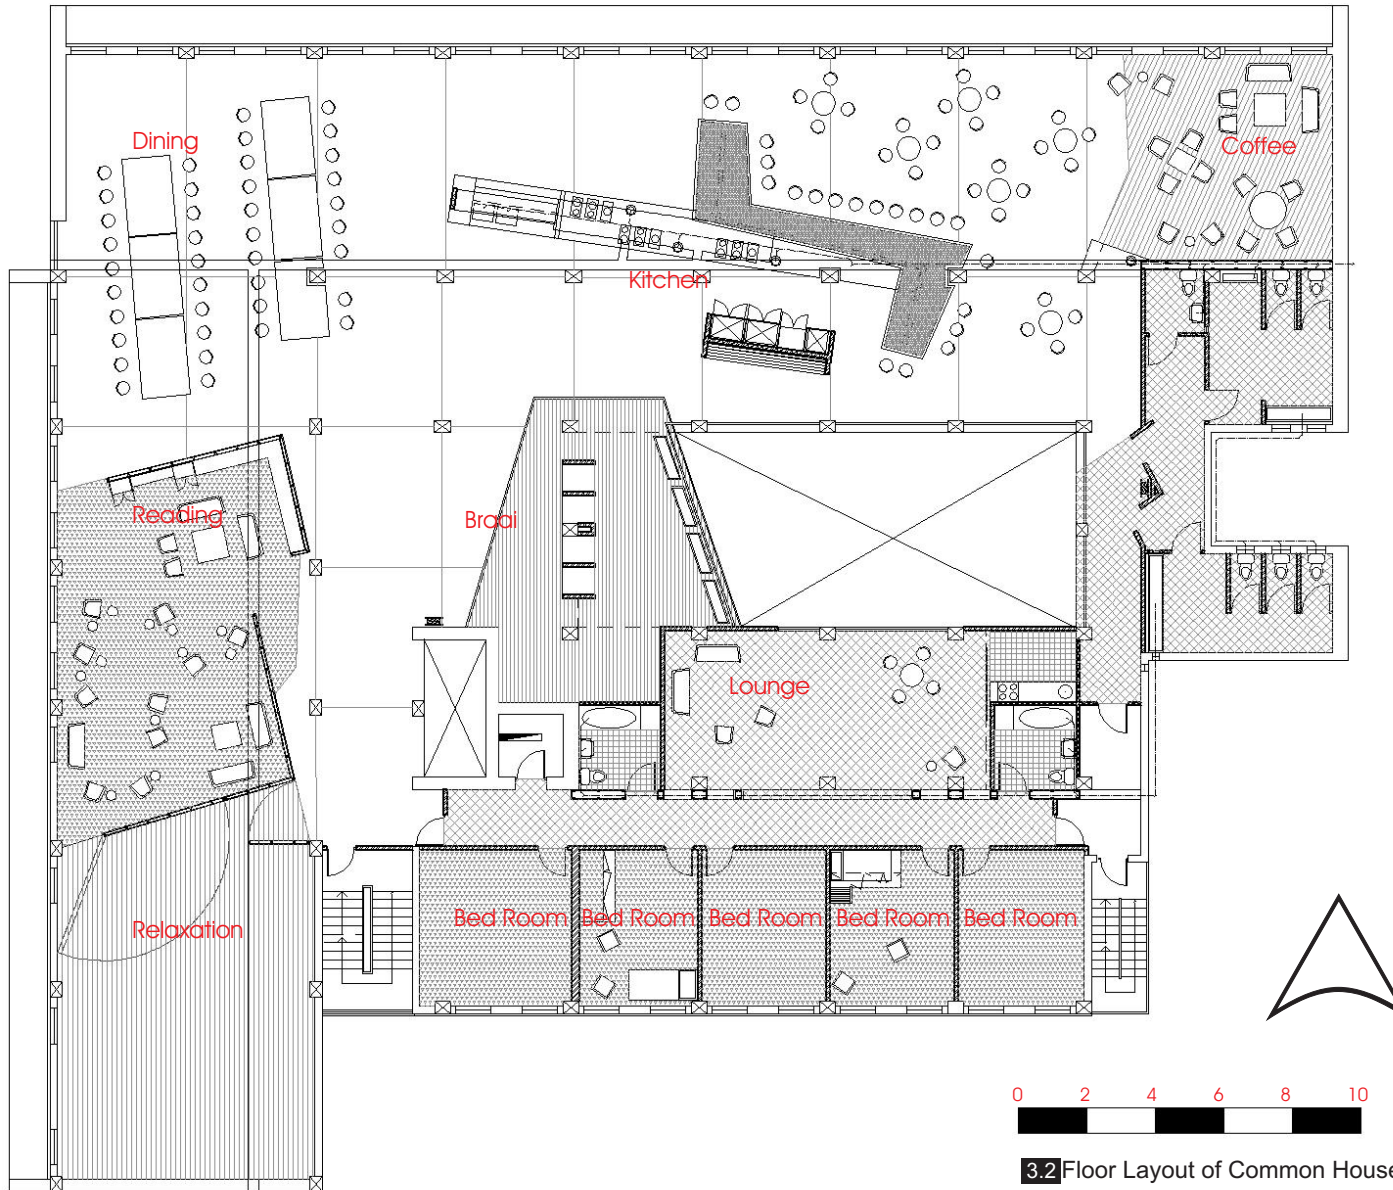 Dining
Coffee
Kitchen
Reading
Braai
Lounge
Relaxation
Bed Room
Bed Room
Bed Room
Bed Room
Bed Room
0 2 4 6 8 10
3.2 Floor Layout of Common House